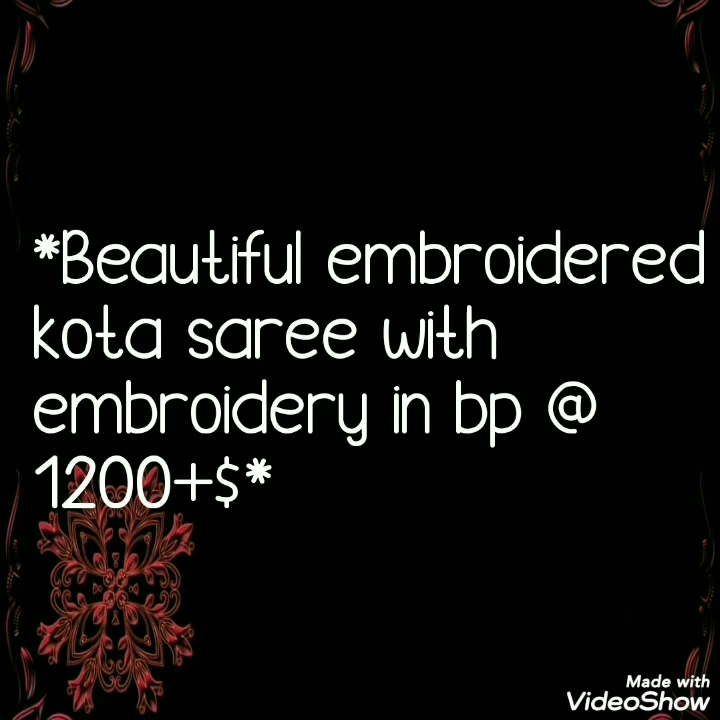 *Beautiful embroidered
kota saree with
embroidery in bp @
1200+$*
Made with
VideoShow